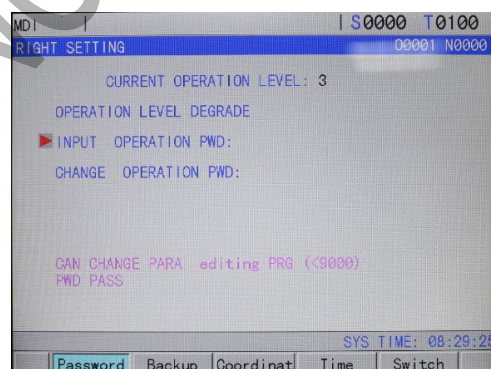 MDI S0000 T0100
RIGHT SETTING O0001 N0000
CURRENT OPERATION LEVEL: 3
OPERATION LEVEL DEGRADE
INPUT OPERATION PWD:
CHANGE OPERATION PWD:
CAN CHANGE PARA editing PRG (<9000)
PWD PASS
SYS TIME: 08:29:25
Password Backup Coordinat Time Switch